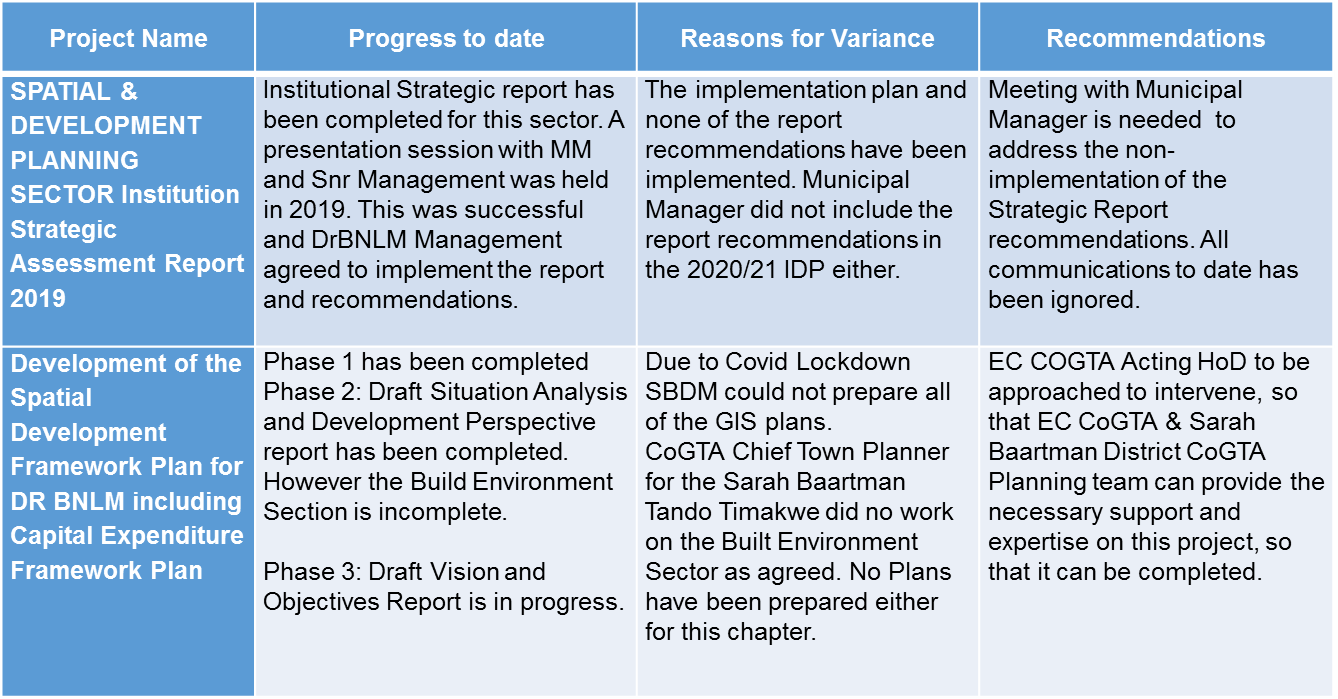 Project Name
Progress to date
Reasons for Variance
Recommendations
SPATIAL &
DEVELOPMENT
PLANNING
SECTOR Institution
Strategic
Assessment Report
2019
Institutional Strategic report has
been completed for this sector. A
presentation session with MM
and Snr Management was held
in 2019. This was successful
and DrBNLM Management
agreed to implement the report
and recommendations.
The implementation plan and
none of the report
recommendations have been
implemented. Municipal
Manager did not include the
report recommendations in
the 2020/21 IDP either.
Meeting with Municipal
Manager is needed to
address the non-
implementation of the
Strategic Report
recommendations. All
communications to date has
been ignored.
Development of the
Spatial
Development
Framework Plan for
DR BNLM including
Capital Expenditure
Framework Plan
Phase 1 has been completed
Phase 2: Draft Situation Analysis
and Development Perspective
report has been completed.
However the Build Environment
Section is incomplete.
Phase 3: Draft Vision and
Objectives Report is in progress.
Due to Covid Lockdown
SBDM could not prepare all
of the GIS plans.
CoGTA Chief Town Planner
for the Sarah Baartman
Tando Timakwe did no work
on the Built Environment
Sector as agreed. No Plans
have been prepared either
for this chapter.
EC COGTA Acting HoD to be
approached to intervene, so
that EC CoGTA & Sarah
Baartman District CoGTA
Planning team can provide the
necessary support and
expertise on this project, so
that it can be completed.